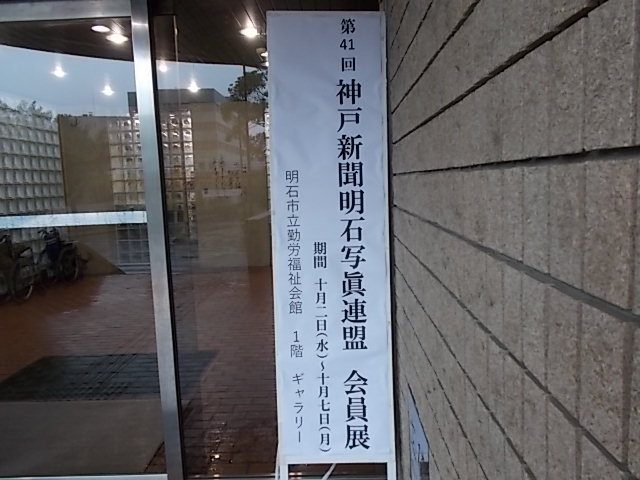 第41回 神戸新聞明石写眞連盟 会員展
期間 十月二日(水)～十月七日(月)
明石市立勤労福祉会館 1階 ギャラリー